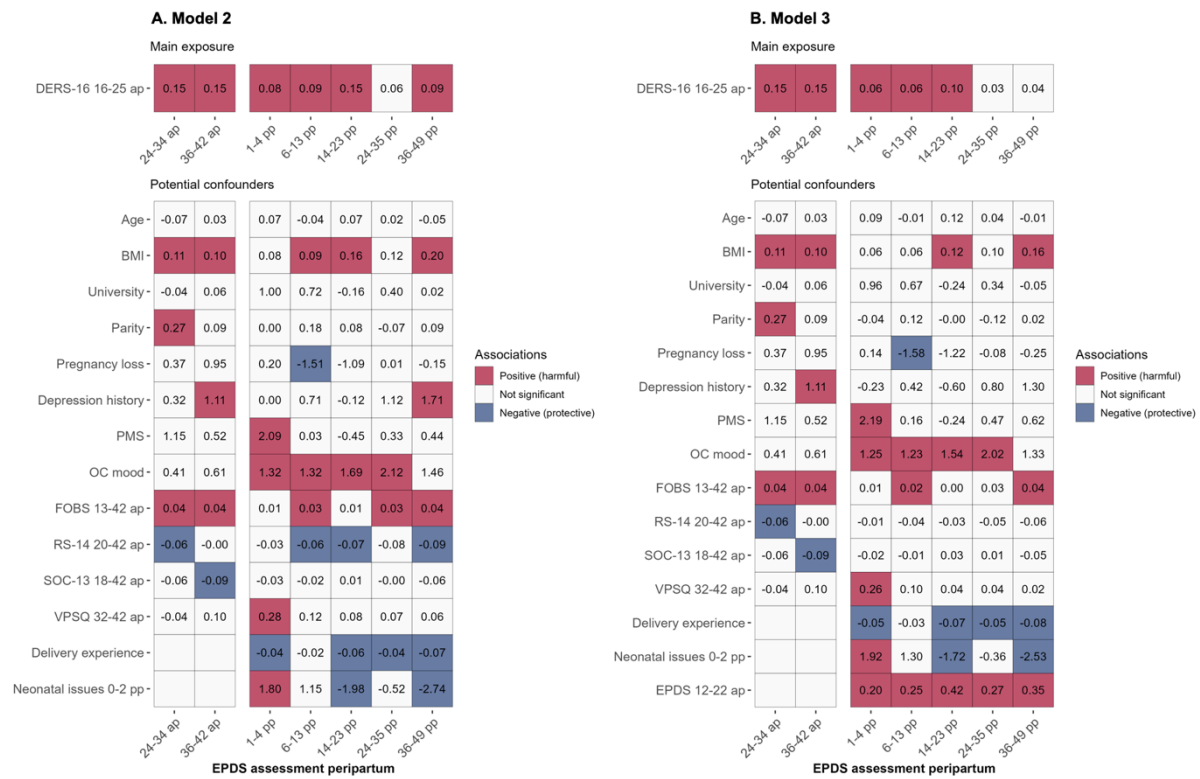 A. Model 2
Main exposure
DERS-16 16-25 ap 0.15 0.15 0.08 0.09 0.15 0.06 0.09
24-34 ap 36-42 ap 1-4 pp 6-13 pp 14-23 pp 24-35 pp 36-49 pp
Potential confounders
Age -0.07 0.03 0.07 -0.04 0.07 0.02 -0.05
BMI 0.11 0.10 0.08 0.09 0.16 0.12 0.20
University -0.04 0.06 1.00 0.72 -0.16 0.40 0.02
Parity 0.27 0.09 0.00 0.18 0.08 -0.07 0.09
Pregnancy loss 0.37 0.95 0.20 -1.51 -1.09 0.01 -0.15
Depression history 0.32 1.11 0.00 0.71 -0.12 1.12 1.71
PMS 1.15 0.52 2.09 0.03 -0.45 0.33 0.44
OC mood 0.41 0.61 1.32 1.32 1.69 2.12 1.46
FOBS 13-42 ap 0.04 0.04 0.01 0.03 0.01 0.03 0.04
RS-14 20-42 ap -0.06 -0.00 -0.03 -0.06 -0.07 -0.08 -0.09
SOC-13 18-42 ap -0.06 -0.09 -0.03 -0.02 0.01 -0.00 -0.06
VPSQ 32-42 ap -0.04 0.10 0.28 0.12 0.08 0.07 0.06
Delivery experience -0.04 -0.02 -0.06 -0.04 -0.07
Neonatal issues 0-2 pp 1.80 1.15 -1.98 -0.52 -2.74
24-34 ap 36-42 ap 1-4 pp 6-13 pp 14-23 pp 24-35 pp 36-49 pp
EPDS assessment peripartum
Associations
Positive (harmful)
Not significant
Negative (protective)
B. Model 3
Main exposure
DERS-16 16-25 ap 0.15 0.15 0.06 0.06 0.10 0.03 0.04
24-34 ap 36-42 ap 1-4 pp 6-13 pp 14-23 pp 24-35 pp 36-49 pp
Potential confounders
Age -0.07 0.03 0.09 -0.01 0.12 0.04 -0.01
BMI 0.11 0.10 0.06 0.06 0.12 0.10 0.16
University -0.04 0.06 0.96 0.67 -0.24 0.34 -0.05
Parity 0.27 0.09 -0.04 0.12 -0.00 -0.12 0.02
Pregnancy loss 0.37 0.95 0.14 -1.58 -1.22 -0.08 -0.25
Depression history 0.32 1.11 -0.23 0.42 -0.60 0.80 1.30
PMS 1.15 0.52 2.19 0.16 -0.24 0.47 0.62
OC mood 0.41 0.61 1.25 1.23 1.54 2.02 1.33
FOBS 13-42 ap 0.04 0.04 0.01 0.02 0.00 0.03 0.04
RS-14 20-42 ap -0.06 -0.00 -0.01 -0.04 -0.03 -0.05 -0.06
SOC-13 18-42 ap -0.06 -0.09 -0.02 -0.01 0.03 0.01 -0.05
VPSQ 32-42 ap -0.04 0.10 0.26 0.10 0.04 0.04 0.02
Delivery experience -0.05 -0.03 -0.07 -0.05 -0.08
Neonatal issues 0-2 pp 1.92 1.30 -1.72 -0.36 -2.53
EPDS 12-22 ap 0.20 0.25 0.42 0.27 0.35
24-34 ap 36-42 ap 1-4 pp 6-13 pp 14-23 pp 24-35 pp 36-49 pp
EPDS assessment peripartum
Associations
Positive (harmful)
Not significant
Negative (protective)